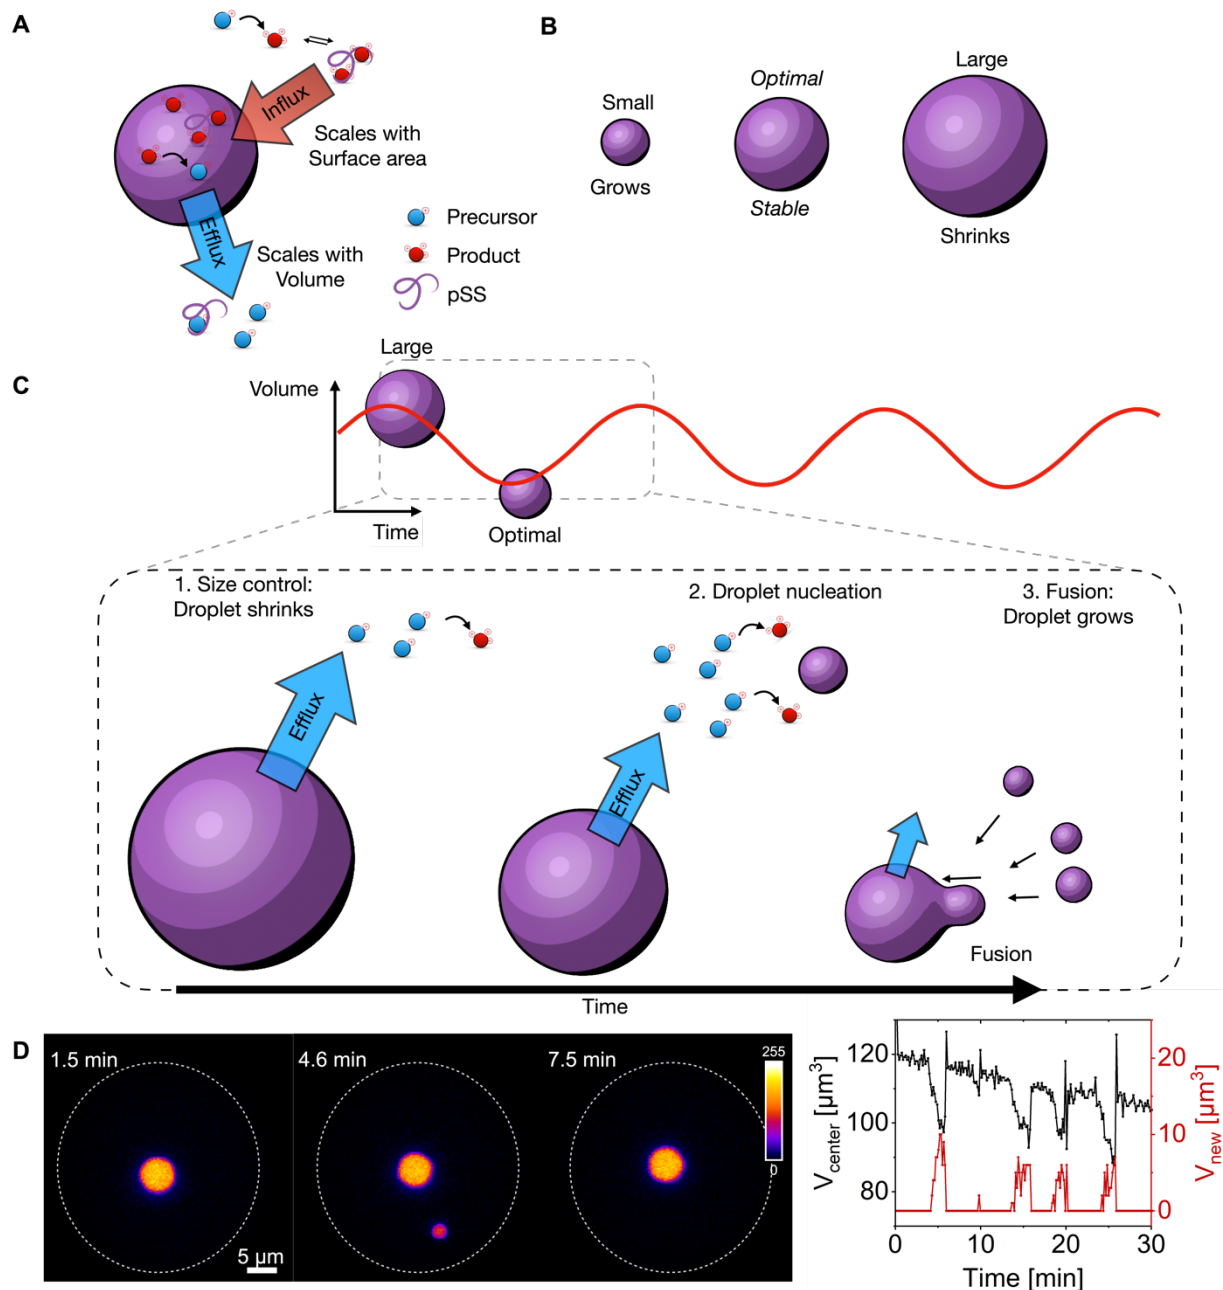 A
Influx
Scales with
Surface area
Efflux
Scales with
Volume
Precursor
Product
pSS
B
Small
Grows
Optimal
Stable
Large
Shrinks
C
Volume
Large
Time
Optimal
1. Size control:
Droplet shrinks
Efflux
2. Droplet nucleation
Efflux
3. Fusion:
Droplet grows
Fusion
Time
D
1.5 min
5 µm
4.6 min
7.5 min
255
0
120
100
80
V_center [µm³]
20
10
0
V_new [µm³]
0 10 20 30
Time [min]